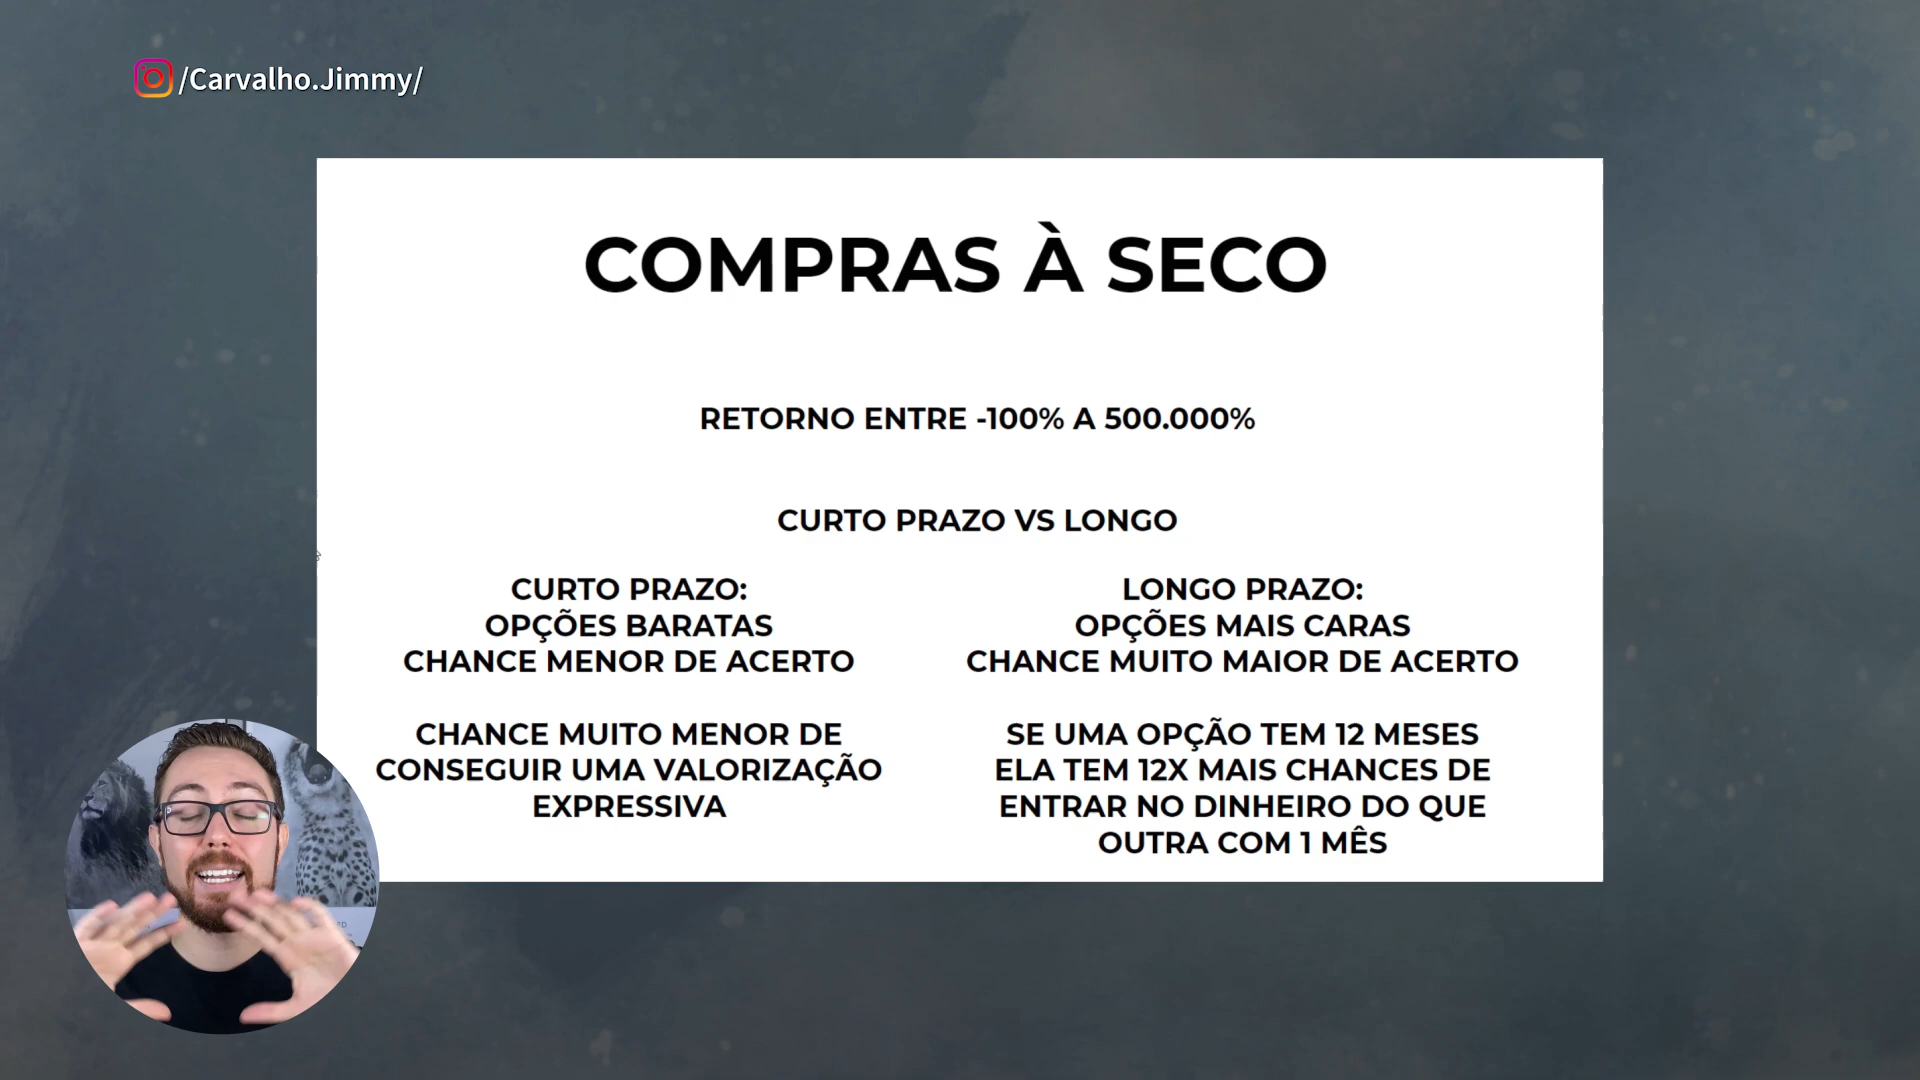 /Carvalho.Jimmy/
COMPRAS À SECO
RETORNO ENTRE -100% A 500.000%
CURTO PRAZO VS LONGO
CURTO PRAZO:
OPÇÕES BARATAS
CHANCE MENOR DE ACERTO
CHANCE MUITO MENOR DE
CONSEGUIR UMA VALORIZAÇÃO
EXPRESSIVA
LONGO PRAZO:
OPÇÕES MAIS CARAS
CHANCE MUITO MAIOR DE ACERTO
SE UMA OPÇÃO TEM 12 MESES
ELA TEM 12X MAIS CHANCES DE
ENTRAR NO DINHEIRO DO QUE
OUTRA COM 1 MÊS